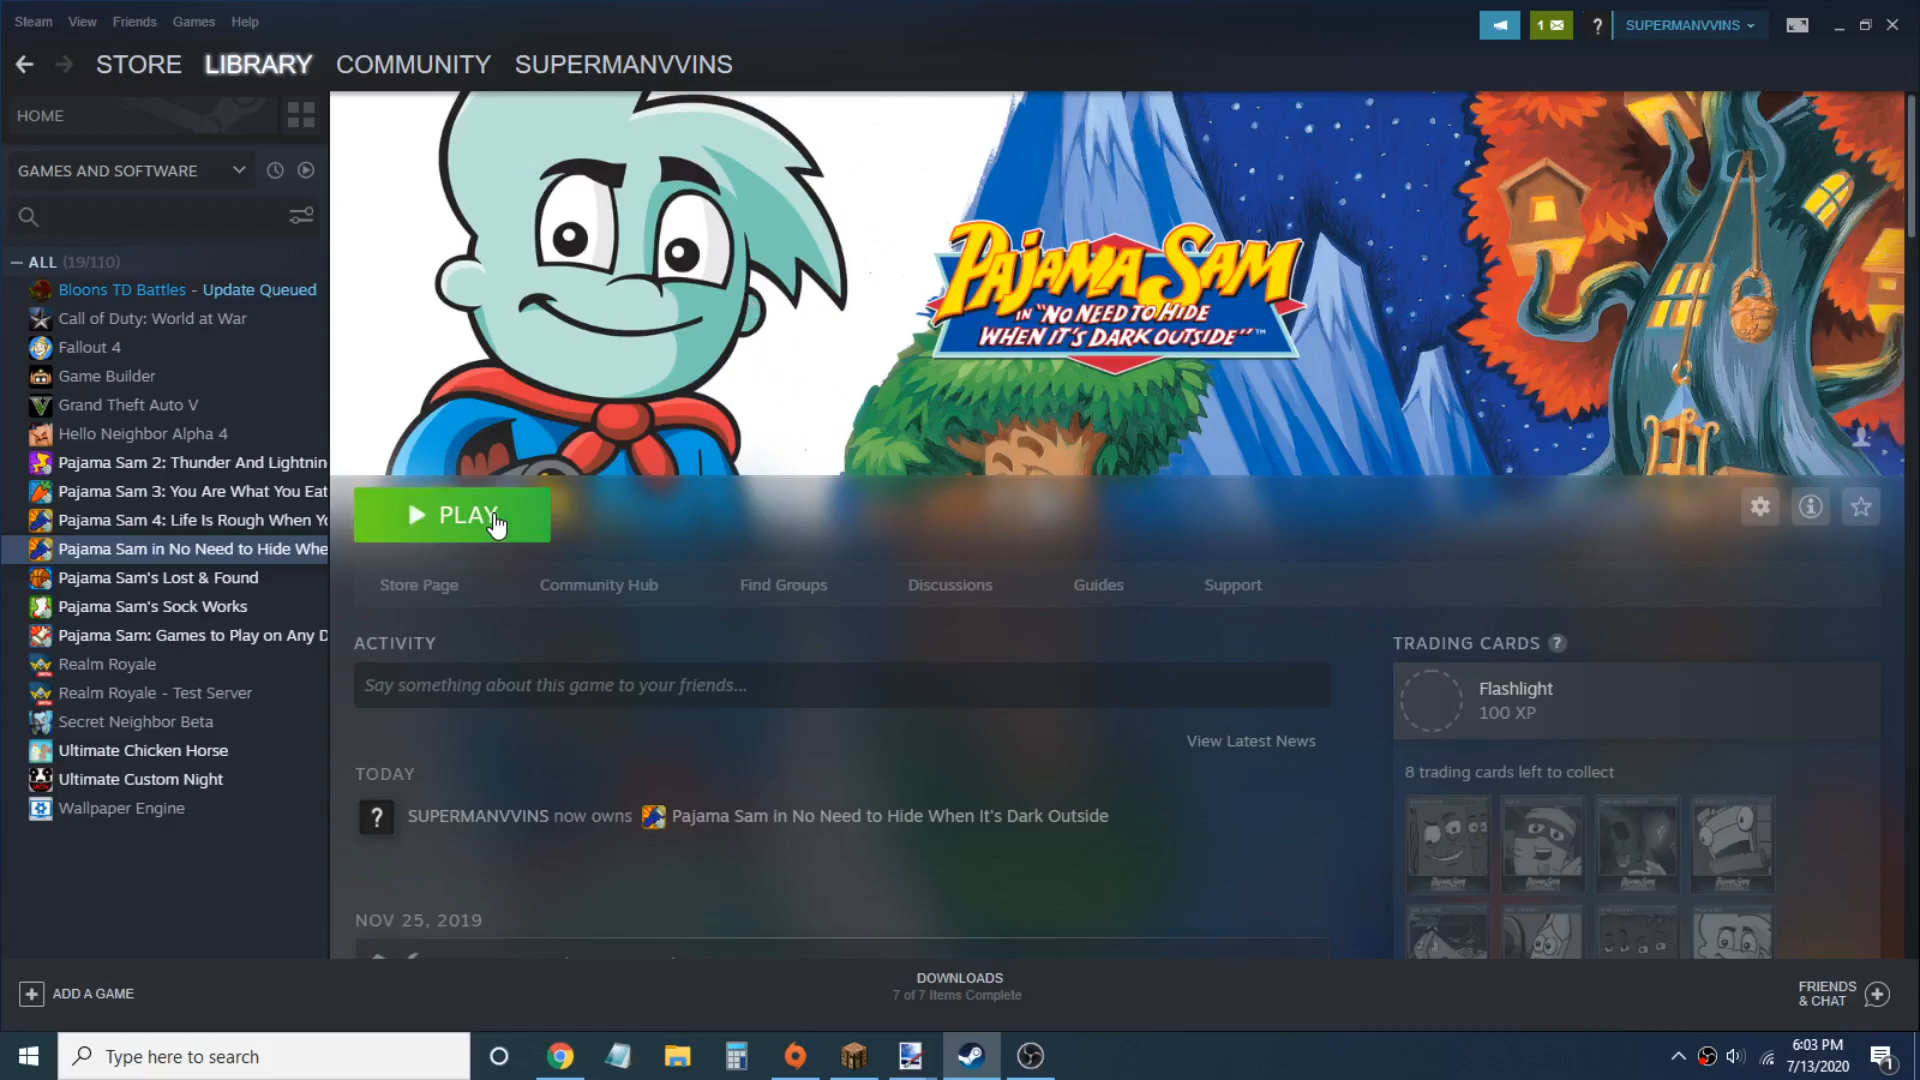 Steam View Friends Games Help
1
?
SUPERMANVVINS
STORE LIBRARY COMMUNITY SUPERMANVVINS
HOME
GAMES AND SOFTWARE
ALL (19/110)
Bloons TD Battles - Update Queued
Call of Duty: World at War
Fallout 4
Game Builder
Grand Theft Auto V
Hello Neighbor Alpha 4
Pajama Sam 2: Thunder And Lightnin
Pajama Sam 3: You Are What You Eat
Pajama Sam 4: Life Is Rough When Yo
Pajama Sam in No Need to Hide Whe
Pajama Sam's Lost & Found
Pajama Sam's Sock Works
Pajama Sam: Games to Play on Any D
Realm Royale
Realm Royale - Test Server
Secret Neighbor Beta
Ultimate Chicken Horse
Ultimate Custom Night
Wallpaper Engine
PAJAMA SAM
IN "NO NEED TO HIDE
WHEN IT'S DARK OUTSIDE"™
PLAY
Store Page Community Hub Find Groups Discussions Guides Support
ACTIVITY
Say something about this game to your friends...
View Latest News
TODAY
? SUPERMANVVINS now owns Pajama Sam in No Need to Hide When It's Dark Outside
NOV 25, 2019
TRADING CARDS ?
Flashlight
100 XP
8 trading cards left to collect
ADD A GAME
DOWNLOADS
7 of 7 Items Complete
FRIENDS
& CHAT
Type here to search
6:03 PM
7/13/2020
1